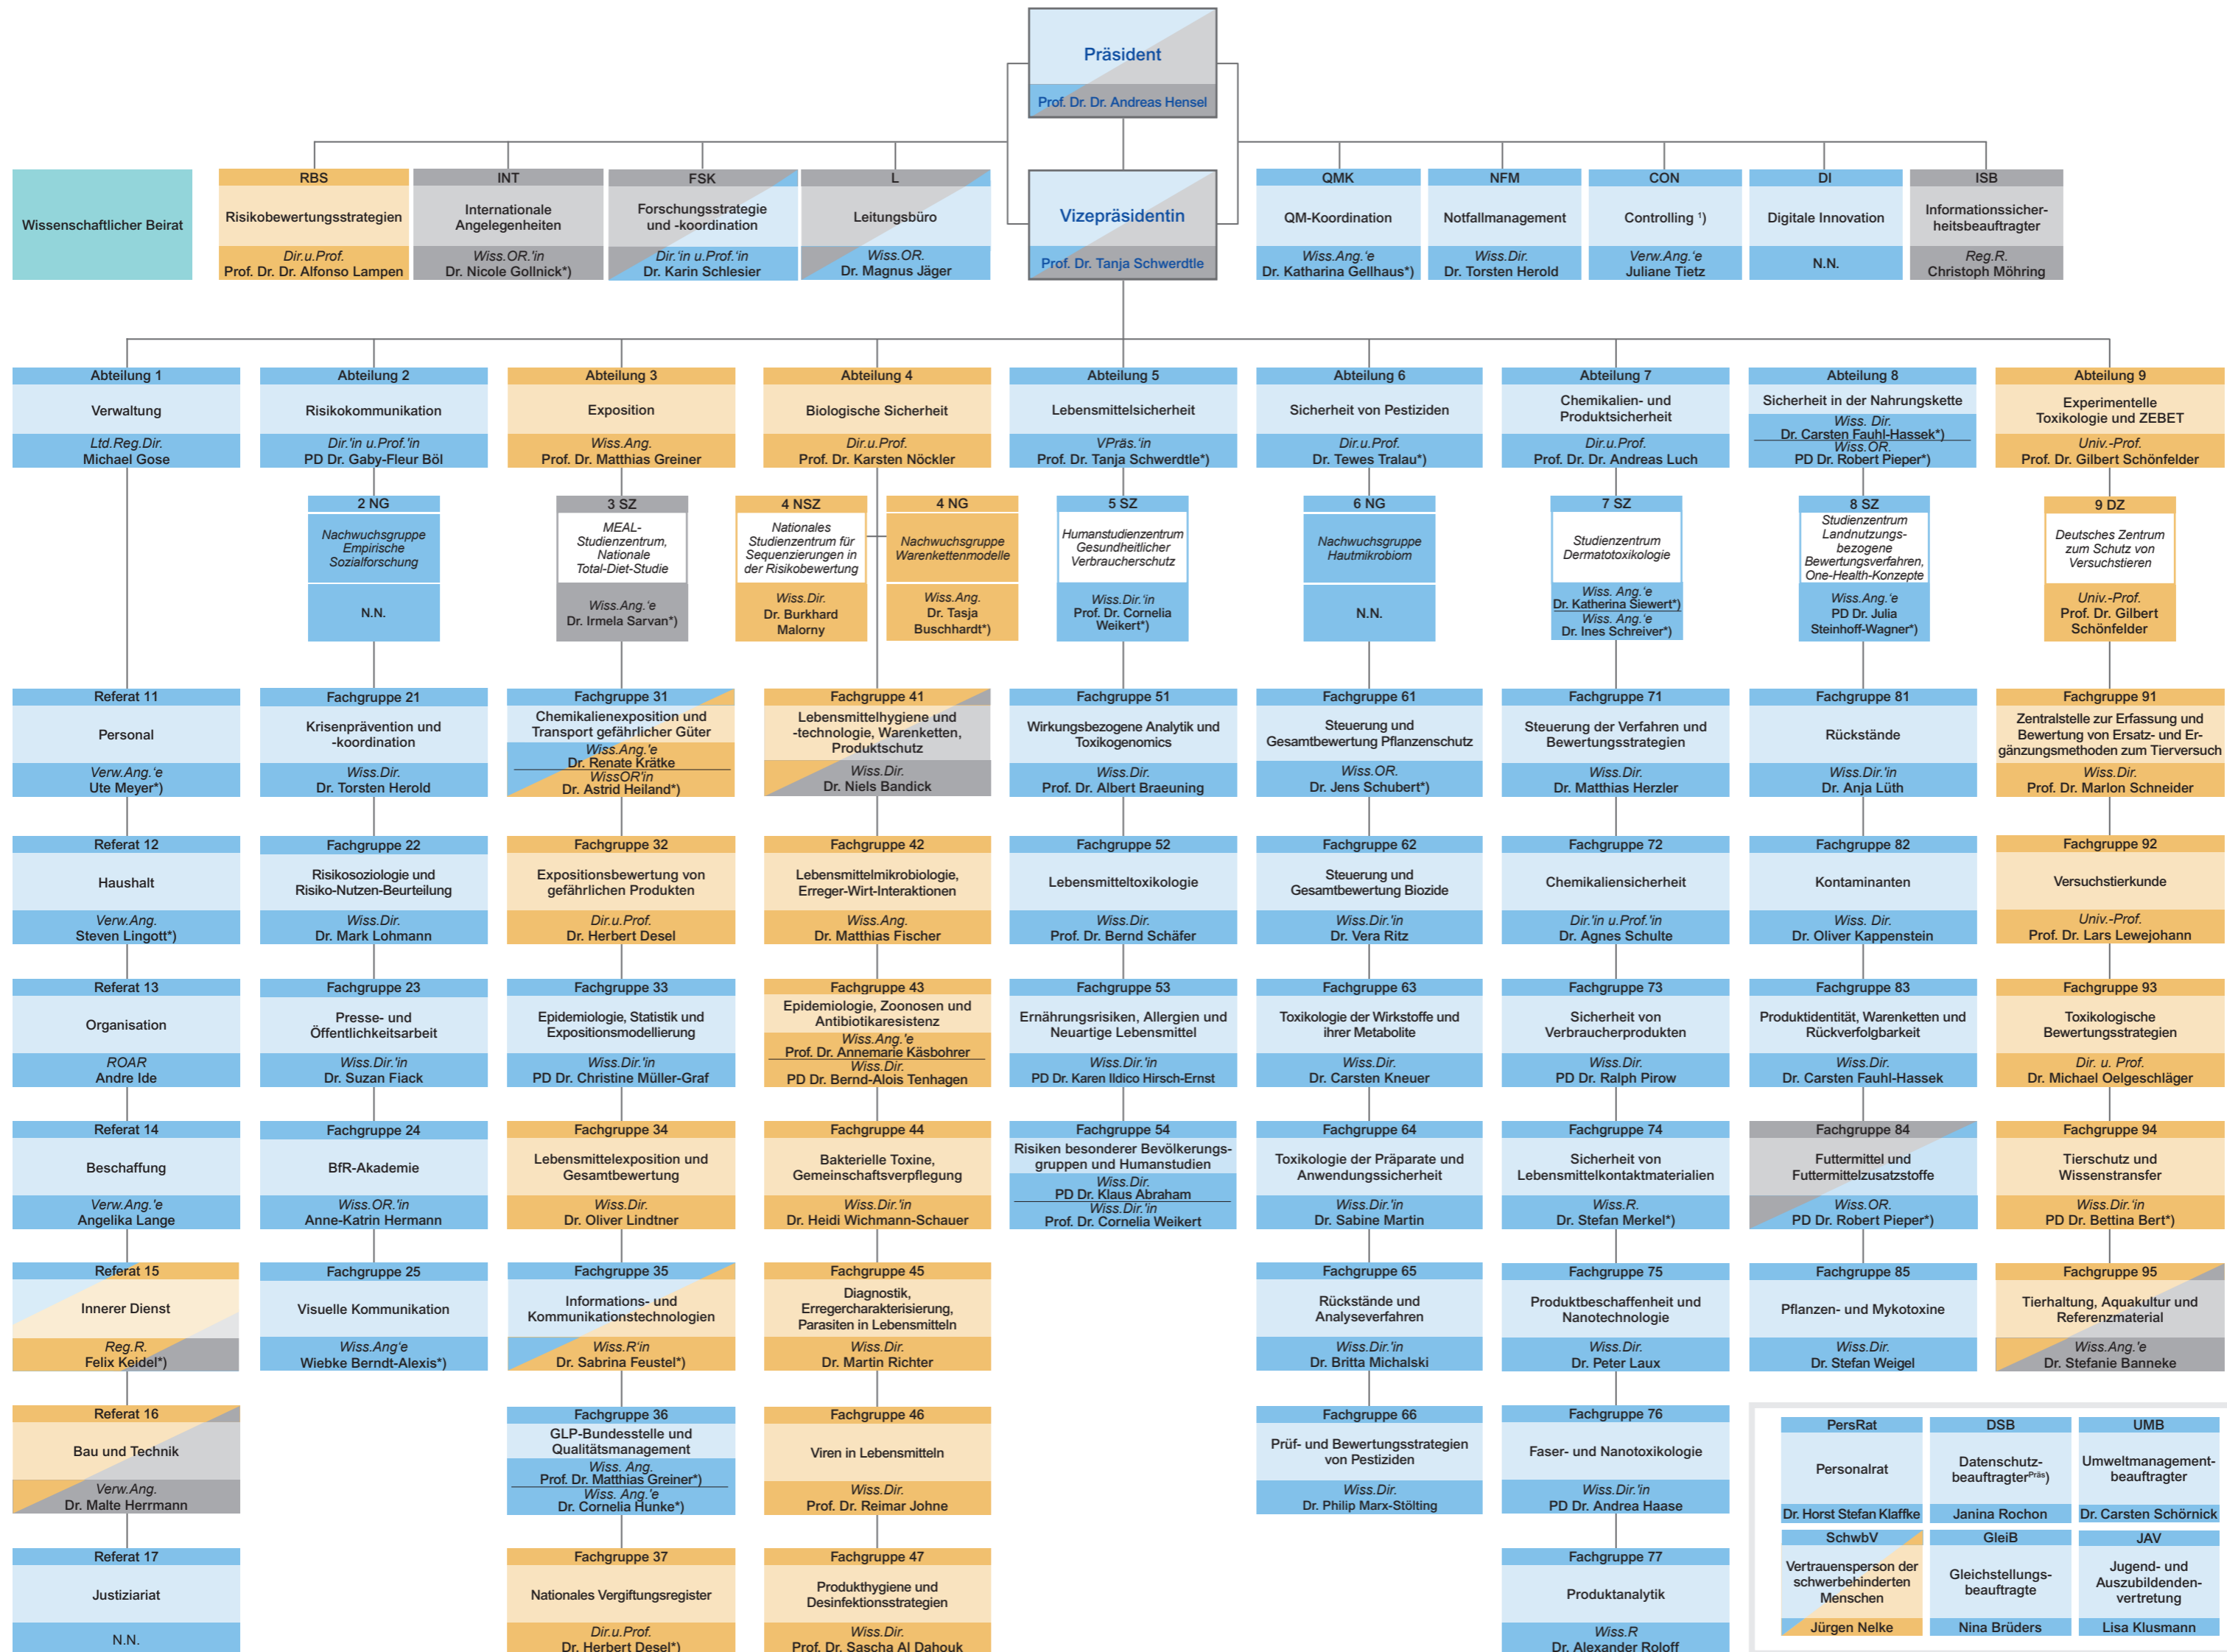 Präsident
Prof. Dr. Dr. Andreas Hensel
Wissenschaftlicher Beirat
RBS
Risikobewertungsstrategien
Dir.u.Prof.
Prof. Dr. Dr. Alfonso Lampen
INT
Internationale
Angelegenheiten
Wiss.OR.'in
Dr. Nicole Gollnick*)
FSK
Forschungsstrategie
und -koordination
Dir.'in u.Prof.'in
Dr. Karin Schlesier
L
Leitungsbüro
Wiss.OR.
Dr. Magnus Jäger
Vizepräsidentin
Prof. Dr. Tanja Schwerdtle
QMK
QM-Koordination
Wiss.Ang.'e
Dr. Katharina Gellhaus*)
NFM
Notfallmanagement
Wiss.Dir.
Dr. Torsten Herold
CON
Controlling ¹)
Verw.Ang.'e
Juliane Tietz
DI
Digitale Innovation
N.N.
ISB
Informationssicher-
heitsbeauftragter
Reg.R.
Christoph Möhring
Abteilung 1
Verwaltung
Ltd.Reg.Dir.
Michael Gose
Abteilung 2
Risikokommunikation
Dir.'in u.Prof.'in
PD Dr. Gaby-Fleur Böl
Abteilung 3
Exposition
Wiss.Ang.
Prof. Dr. Matthias Greiner
Abteilung 4
Biologische Sicherheit
Dir.u.Prof.
Prof. Dr. Karsten Nöckler
Abteilung 5
Lebensmittelsicherheit
VPräs.'in
Prof. Dr. Tanja Schwerdtle*)
Abteilung 6
Sicherheit von Pestiziden
Dir.u.Prof.
Dr. Tewes Tralau*)
Abteilung 7
Chemikalien- und
Produktsicherheit
Dir.u.Prof.
Prof. Dr. Dr. Andreas Luch
Abteilung 8
Sicherheit in der Nahrungskette
Wiss. Dir.
Dr. Carsten Fauhl-Hassek*)
Wiss.OR.
PD Dr. Robert Pieper*)
Abteilung 9
Experimentelle
Toxikologie und ZEBET
Univ.-Prof.
Prof. Dr. Gilbert Schönfelder
2 NG
Nachwuchsgruppe
Empirische
Sozialforschung
N.N.
3 SZ
MEAL-
Studienzentrum,
Nationale
Total-Diet-Studie
Wiss.Ang.'e
Dr. Irmela Sarvan*)
4 NSZ
Nationales
Studienzentrum für
Sequenzierungen in
der Risikobewertung
Wiss.Dir.
Dr. Burkhard
Malorny
4 NG
Nachwuchsgruppe
Warenkettenmodelle
Wiss.Ang.
Dr. Tasja
Buschhardt*)
5 SZ
Humanstudienzentrum
Gesundheitlicher
Verbraucherschutz
Wiss.Dir.'in
Prof. Dr. Cornelia
Weikert*)
6 NG
Nachwuchsgruppe
Hautmikrobiom
N.N.
7 SZ
Studienzentrum
Dermatotoxikologie
Wiss. Ang.'e
Dr. Katherina Siewert*)
Wiss. Ang.'e
Dr. Ines Schreiver*)
8 SZ
Studienzentrum
Landnutzungs-
bezogene
Bewertungsverfahren,
One-Health-Konzepte
Wiss.Ang.'e
PD Dr. Julia
Steinhoff-Wagner*)
9 DZ
Deutsches Zentrum
zum Schutz von
Versuchstieren
Univ.-Prof.
Prof. Dr. Gilbert
Schönfelder
Referat 11
Personal
Verw.Ang.'e
Ute Meyer*)
Fachgruppe 21
Krisenprävention und
-koordination
Wiss.Dir.
Dr. Torsten Herold
Fachgruppe 31
Chemikalienexposition und
Transport gefährlicher Güter
Wiss.Ang.'e
Dr. Renate Krätke
WissOR'in
Dr. Astrid Heiland*)
Fachgruppe 41
Lebensmittelhygiene und
-technologie, Warenketten,
Produktschutz
Wiss.Dir.
Dr. Niels Bandick
Fachgruppe 51
Wirkungsbezogene Analytik und
Toxikogenomics
Wiss.Dir.
Prof. Dr. Albert Braeuning
Fachgruppe 61
Steuerung und
Gesamtbewertung Pflanzenschutz
Wiss.OR.
Dr. Jens Schubert*)
Fachgruppe 71
Steuerung der Verfahren und
Bewertungsstrategien
Wiss.Dir.
Dr. Matthias Herzler
Fachgruppe 81
Rückstände
Wiss.Dir.'in
Dr. Anja Lüth
Fachgruppe 91
Zentralstelle zur Erfassung und
Bewertung von Ersatz- und Er-
gänzungsmethoden zum Tierversuch
Wiss.Dir.
Prof. Dr. Marlon Schneider
Referat 12
Haushalt
Verw.Ang.
Steven Lingott*)
Fachgruppe 22
Risikosoziologie und
Risiko-Nutzen-Beurteilung
Wiss.Dir.
Dr. Mark Lohmann
Fachgruppe 32
Expositionsbewertung von
gefährlichen Produkten
Dir.u.Prof.
Dr. Herbert Desel
Fachgruppe 42
Lebensmittelmikrobiologie,
Erreger-Wirt-Interaktionen
Wiss.Ang.
Dr. Matthias Fischer
Fachgruppe 52
Lebensmitteltoxikologie
Wiss.Dir.
Prof. Dr. Bernd Schäfer
Fachgruppe 62
Steuerung und
Gesamtbewertung Biozide
Wiss.Dir.'in
Dr. Vera Ritz
Fachgruppe 72
Chemikaliensicherheit
Dir.'in u.Prof.'in
Dr. Agnes Schulte
Fachgruppe 82
Kontaminanten
Wiss. Dir.
Dr. Oliver Kappenstein
Fachgruppe 92
Versuchstierkunde
Univ.-Prof.
Prof. Dr. Lars Lewejohann
Referat 13
Organisation
ROAR
Andre Ide
Fachgruppe 23
Presse- und
Öffentlichkeitsarbeit
Wiss.Dir.'in
Dr. Suzan Fiack
Fachgruppe 33
Epidemiologie, Statistik und
Expositionsmodellierung
Wiss.Dir.'in
PD Dr. Christine Müller-Graf
Fachgruppe 43
Epidemiologie, Zoonosen und
Antibiotikaresistenz
Wiss.Ang.'e
Prof. Dr. Annemarie Käsbohrer
Wiss.Dir.
PD Dr. Bernd-Alois Tenhagen
Fachgruppe 53
Ernährungsrisiken, Allergien und
Neuartige Lebensmittel
Wiss.Dir.'in
PD Dr. Karen Ildico Hirsch-Ernst
Fachgruppe 63
Toxikologie der Wirkstoffe und
ihrer Metabolite
Wiss.Dir.
Dr. Carsten Kneuer
Fachgruppe 73
Sicherheit von
Verbraucherprodukten
Wiss.Dir.
PD Dr. Ralph Pirow
Fachgruppe 83
Produktidentität, Warenketten und
Rückverfolgbarkeit
Wiss.Dir.
Dr. Carsten Fauhl-Hassek
Fachgruppe 93
Toxikologische
Bewertungsstrategien
Dir. u. Prof.
Dr. Michael Oelgeschläger
Referat 14
Beschaffung
Verw.Ang.'e
Angelika Lange
Fachgruppe 24
BfR-Akademie
Wiss.OR.'in
Anne-Katrin Hermann
Fachgruppe 34
Lebensmittelexposition und
Gesamtbewertung
Wiss.Dir.
Dr. Oliver Lindtner
Fachgruppe 44
Bakterielle Toxine,
Gemeinschaftsverpflegung
Wiss.Dir.'in
Dr. Heidi Wichmann-Schauer
Fachgruppe 54
Risiken besonderer Bevölkerungs-
gruppen und Humanstudien
Wiss.Dir.
PD Dr. Klaus Abraham
Wiss.Dir.'in
Prof. Dr. Cornelia Weikert
Fachgruppe 64
Toxikologie der Präparate und
Anwendungssicherheit
Wiss.Dir.'in
Dr. Sabine Martin
Fachgruppe 74
Sicherheit von
Lebensmittelkontaktmaterialien
Wiss.R.
Dr. Stefan Merkel*)
Fachgruppe 84
Futtermittel und
Futtermittelzusatzstoffe
Wiss.OR.
PD Dr. Robert Pieper*)
Fachgruppe 94
Tierschutz und
Wissenstransfer
Wiss.Dir.'in
PD Dr. Bettina Bert*)
Referat 15
Innerer Dienst
Reg.R.
Felix Keidel*)
Fachgruppe 25
Visuelle Kommunikation
Wiss.Ang'e
Wiebke Berndt-Alexis*)
Fachgruppe 35
Informations- und
Kommunikationstechnologien
Wiss.R'in
Dr. Sabrina Feustel*)
Fachgruppe 45
Diagnostik,
Erregercharakterisierung,
Parasiten in Lebensmitteln
Wiss.Dir.
Dr. Martin Richter
Fachgruppe 65
Rückstände und
Analyseverfahren
Wiss.Dir.'in
Dr. Britta Michalski
Fachgruppe 75
Produktbeschaffenheit und
Nanotechnologie
Wiss.Dir.
Dr. Peter Laux
Fachgruppe 85
Pflanzen- und Mykotoxine
Wiss.Dir.
Dr. Stefan Weigel
Fachgruppe 95
Tierhaltung, Aquakultur und
Referenzmaterial
Wiss.Ang.'e
Dr. Stefanie Banneke
Referat 16
Bau und Technik
Verw.Ang.
Dr. Malte Herrmann
Fachgruppe 36
GLP-Bundesstelle und
Qualitätsmanagement
Wiss. Ang.
Prof. Dr. Matthias Greiner*)
Wiss. Ang.'e
Dr. Cornelia Hunke*)
Fachgruppe 46
Viren in Lebensmitteln
Wiss.Dir.
Prof. Dr. Reimar Johne
Fachgruppe 66
Prüf- und Bewertungsstrategien
von Pestiziden
Wiss.Dir.
Dr. Philip Marx-Stölting
Fachgruppe 76
Faser- und Nanotoxikologie
Wiss.Dir.'in
PD Dr. Andrea Haase
PersRat
Personalrat
Dr. Horst Stefan Klaffke
DSB
Datenschutz-
beauftragter Präs)
Janina Rochon
UMB
Umweltmanagement-
beauftragter
Dr. Carsten Schörnick
Referat 17
Justiziariat
N.N.
Fachgruppe 37
Nationales Vergiftungsregister
Dir.u.Prof.
Dr. Herbert Desel*)
Fachgruppe 47
Produkthygiene und
Desinfektionsstrategien
Wiss.Dir.
Prof. Dr. Sascha Al Dahouk
Fachgruppe 77
Produktanalytik
Wiss.R
Dr. Alexander Roloff
SchwbV
Vertrauensperson der
schwerbehinderten
Menschen
Jürgen Nelke
GleiB
Gleichstellungs-
beauftragte
Nina Brüders
JAV
Jugend- und
Auszubildenden-
vertretung
Lisa Klusmann